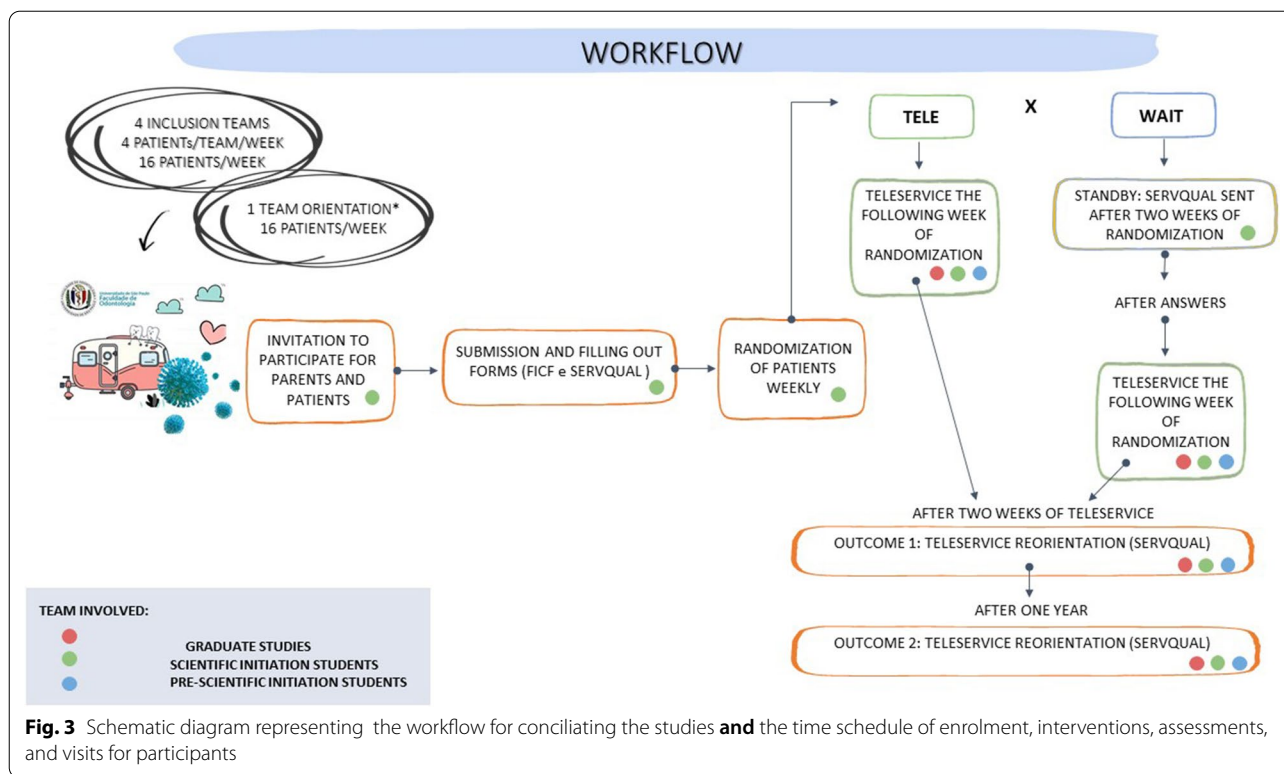 WORKFLOW
4 INCLUSION TEAMS
4 PATIENTs/TEAM/WEEK
16 PATIENTS/WEEK
1 TEAM ORIENTATION*
16 PATIENTS/WEEK
Universidade de São Paulo
Faculdade de
Odontologia
INVITATION TO
PARTICIPATE FOR
PARENTS AND
PATIENTS
SUBMISSION AND FILLING OUT
FORMS (FICF e SERVQUAL )
RANDOMIZATION
OF PATIENTS
WEEKLY
TELE
X
WAIT
TELESERVICE THE
FOLLOWING WEEK
OF
RANDOMIZATION
STANDBY: SERVQUAL SENT
AFTER TWO WEEKS OF
RANDOMIZATION
AFTER ANSWERS
TELESERVICE THE
FOLLOWING WEEK
OF
RANDOMIZATION
AFTER TWO WEEKS OF TELESERVICE
OUTCOME 1: TELESERVICE REORIENTATION (SERVQUAL)
AFTER ONE YEAR
OUTCOME 2: TELESERVICE REORIENTATION (SERVQUAL)
TEAM INVOLVED:
GRADUATE STUDIES
SCIENTIFIC INITIATION STUDENTS
PRE-SCIENTIFIC INITIATION STUDENTS
Fig. 3 Schematic diagram representing the workflow for conciliating the studies and the time schedule of enrolment, interventions, assessments,
and visits for participants